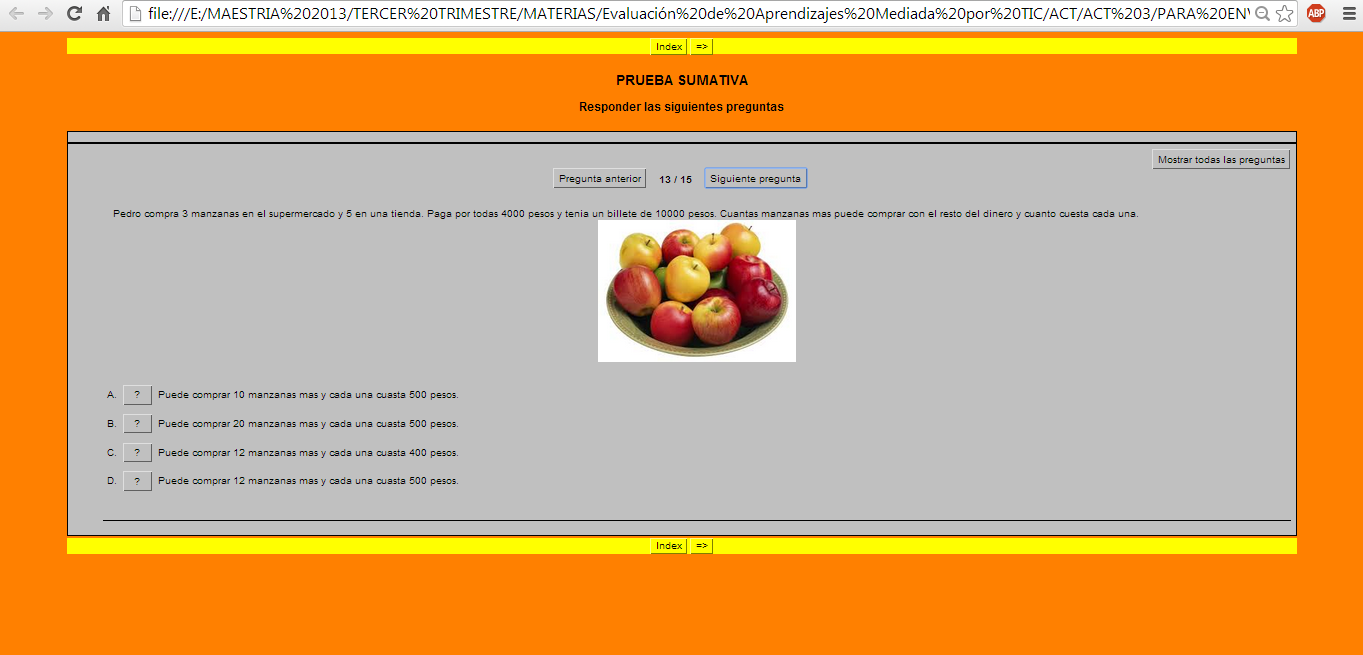 file:///E:/MAESTRIA%202013/TERCER%20TRIMESTRE/MATERIAS/Evaluación%20de%20Aprendizajes%20Mediada%20por%20TIC/ACT/ACT%203/PARA%20EN
ABP
Index =>
PRUEBA SUMATIVA
Responder las siguientes preguntas
Mostrar todas las preguntas
Pregunta anterior 13 / 15 Siguiente pregunta
Pedro compra 3 manzanas en el supermercado y 5 en una tienda. Paga por todas 4000 pesos y tenia un billete de 10000 pesos. Cuantas manzanas mas puede comprar con el resto del dinero y cuanto cuesta cada una.
A. ? Puede comprar 10 manzanas mas y cada una cuasta 500 pesos.
B. ? Puede comprar 20 manzanas mas y cada una cuasta 500 pesos.
C. ? Puede comprar 12 manzanas mas y cada una cuasta 400 pesos.
D. ? Puede comprar 12 manzanas mas y cada una cuasta 500 pesos.
Index =>